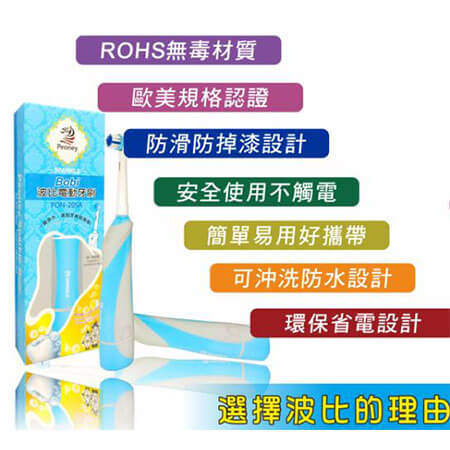 ROHS無毒材質
歐美規格認證
防滑防掉漆設計
安全使用不觸電
簡單易用好攜帶
可沖洗防水設計
環保省電設計
選擇波比的理由
Peoney
Bobi
波比電動牙刷
PON-205A